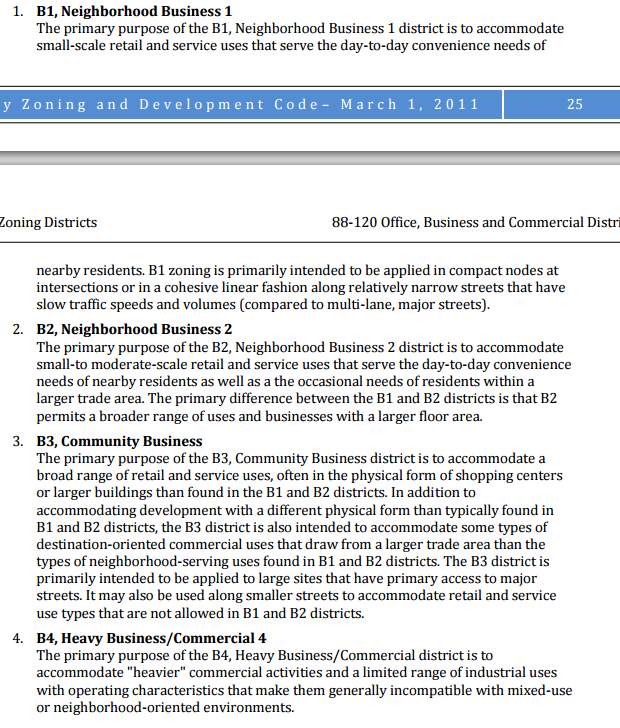 1. B1, Neighborhood Business 1
The primary purpose of the B1, Neighborhood Business 1 district is to accommodate
small-scale retail and service uses that serve the day-to-day convenience needs of
y Zoning and Development Code– March 1, 2011 25
Zoning Districts 88-120 Office, Business and Commercial Distri
nearby residents. B1 zoning is primarily intended to be applied in compact nodes at
intersections or in a cohesive linear fashion along relatively narrow streets that have
slow traffic speeds and volumes (compared to multi-lane, major streets).
2. B2, Neighborhood Business 2
The primary purpose of the B2, Neighborhood Business 2 district is to accommodate
small-to moderate-scale retail and service uses that serve the day-to-day convenience
needs of nearby residents as well as a the occasional needs of residents within a
larger trade area. The primary difference between the B1 and B2 districts is that B2
permits a broader range of uses and businesses with a larger floor area.
3. B3, Community Business
The primary purpose of the B3, Community Business district is to accommodate a
broad range of retail and service uses, often in the physical form of shopping centers
or larger buildings than found in the B1 and B2 districts. In addition to
accommodating development with a different physical form than typically found in
B1 and B2 districts, the B3 district is also intended to accommodate some types of
destination-oriented commercial uses that draw from a larger trade area than the
types of neighborhood-serving uses found in B1 and B2 districts. The B3 district is
primarily intended to be applied to large sites that have primary access to major
streets. It may also be used along smaller streets to accommodate retail and service
use types that are not allowed in B1 and B2 districts.
4. B4, Heavy Business/Commercial 4
The primary purpose of the B4, Heavy Business/Commercial district is to
accommodate "heavier" commercial activities and a limited range of industrial uses
with operating characteristics that make them generally incompatible with mixed-use
or neighborhood-oriented environments.